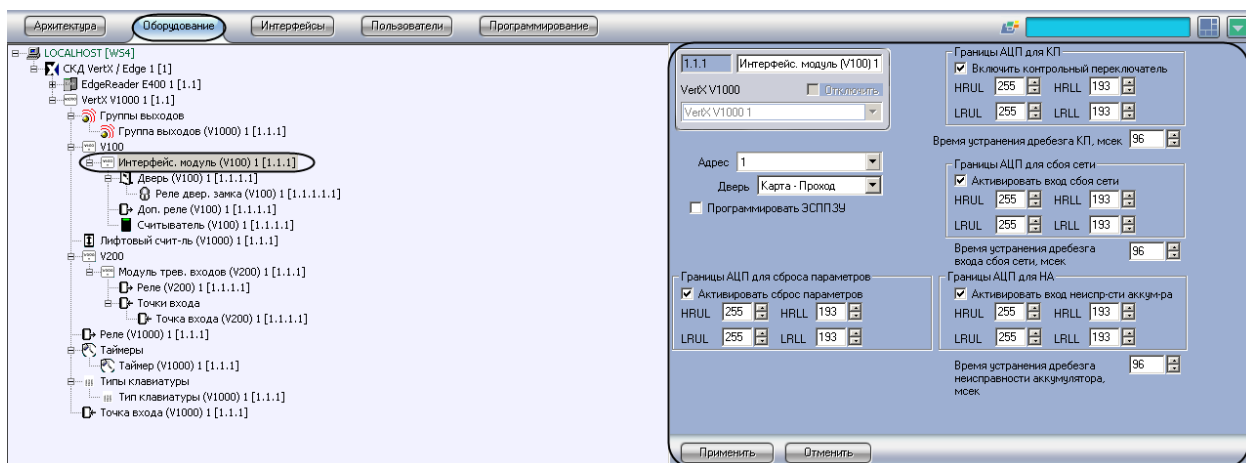 Архитектура Оборудование Интерфейсы Пользователи Программирование
LOCALHOST [WS4]
СКД VertX / Edge 1 [1]
EdgeReader E400 1 [1.1]
VertX V1000 1 [1.1]
Группы выходов
Группа выходов (V1000) 1 [1.1.1]
V100
Интерфейс. модуль (V100) 1 [1.1.1]
Дверь (V100) 1 [1.1.1.1]
Реле двер. замка (V100) 1 [1.1.1.1.1]
Доп. реле (V100) 1 [1.1.1.1]
Считыватель (V100) 1 [1.1.1.1]
Лифтовый счит-ль (V1000) 1 [1.1.1]
V200
Модуль трев. входов (V200) 1 [1.1.1]
Реле (V200) 1 [1.1.1.1]
Точки входа
Точка входа (V200) 1 [1.1.1.1]
Реле (V1000) 1 [1.1.1]
Таймеры
Таймер (V1000) 1 [1.1.1]
Типы клавиатуры
Тип клавиатуры (V1000) 1 [1.1.1]
Точка входа (V1000) 1 [1.1.1]
1.1.1 Интерфейс. модуль (V100) 1
VertX V1000 Отключить
VertX V1000 1
Адрес 1
Дверь Карта - Проход
Программировать ЭСППЗУ
Границы АЦП для сброса параметров
Активировать сброс параметров
HRUL 255 HRLL 193
LRUL 255 LRLL 193
Границы АЦП для КП
Включить контрольный переключатель
HRUL 255 HRLL 193
LRUL 255 LRLL 193
Время устранения дребезга КП, мсек 96
Границы АЦП для сбоя сети
Активировать вход сбоя сети
HRUL 255 HRLL 193
LRUL 255 LRLL 193
Время устранения дребезга 96
входа сбоя сети, мсек
Границы АЦП для НА
Активировать вход неиспр-сти аккум-ра
HRUL 255 HRLL 193
LRUL 255 LRLL 193
Время устранения дребезга 96
неисправности аккумулятора,
мсек
Применить Отменить